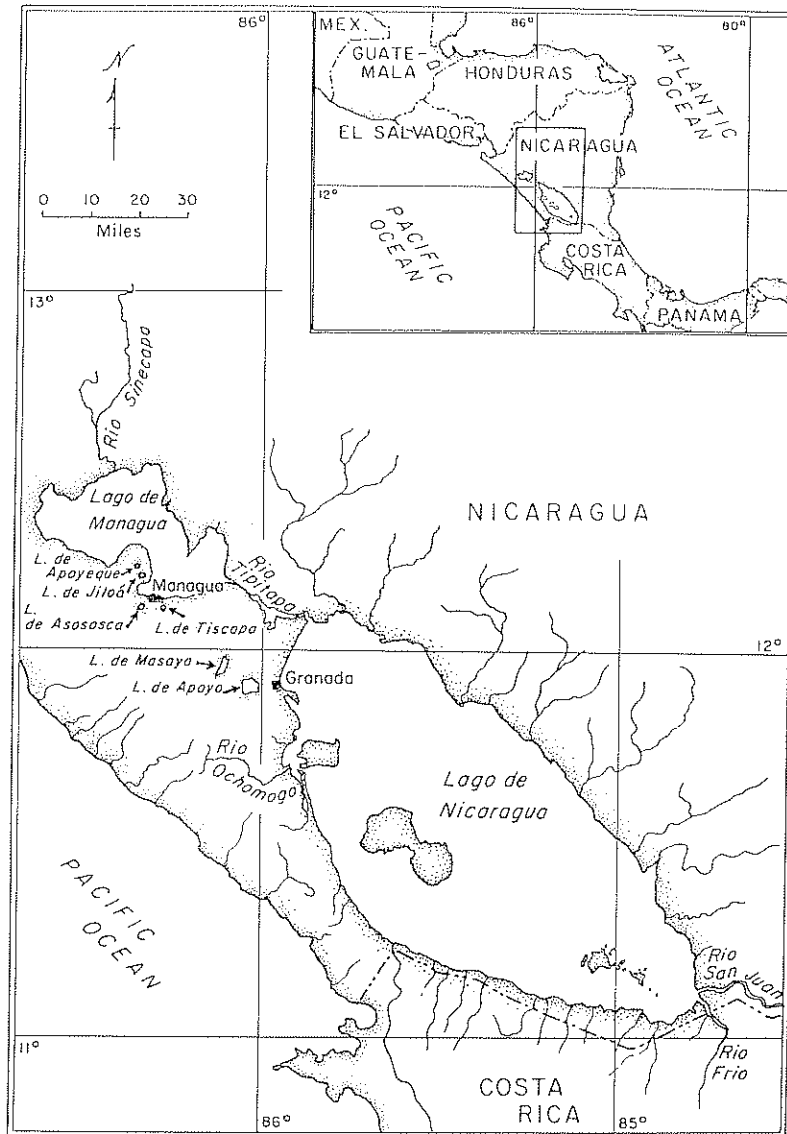 86°
N
0 15 30
Miles
MEX.
GUATE-
MALA
HONDURAS
EL SALVADOR
NICARAGUA
COSTA
RICA
PANAMA
ATLANTIC
OCEAN
PACIFIC
OCEAN
86°
80°
12°
13°
Rio
Sinecapa
Lago de
Managua
L. de
Apoyeque
L. de Jiloá
Managua
L.
de Asososca
L. de Tiscapa
Rio
Tipitapa
NICARAGUA
12°
L. de Masaya
L. de Apoyo
Granada
Rio
Ochomogo
Lago de
Nicaragua
PACIFIC
OCEAN
Rio
San Juan
11°
Rio
Frio
COSTA
RICA
86°
85°